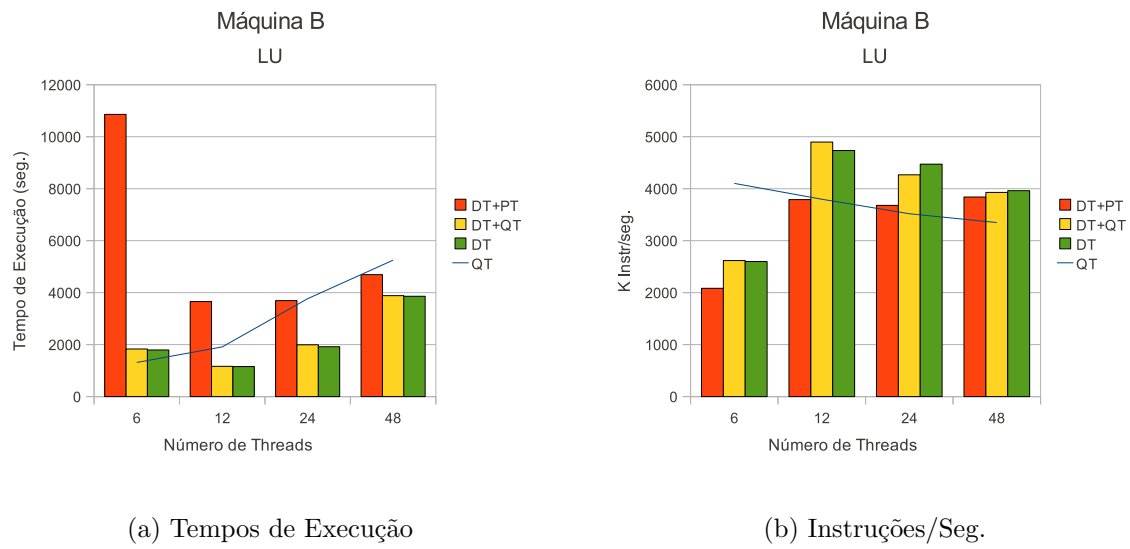 Máquina B
LU
12000
10000
8000
6000
4000
2000
0
Tempo de Execução (seg.)
6 12 24 48
Número de Threads
DT+PT
DT+QT
DT
QT
(a) Tempos de Execução
Máquina B
LU
6000
5000
4000
3000
2000
1000
0
K Instr/seg.
6 12 24 48
Número de Threads
DT+PT
DT+QT
DT
QT
(b) Instruções/Seg.